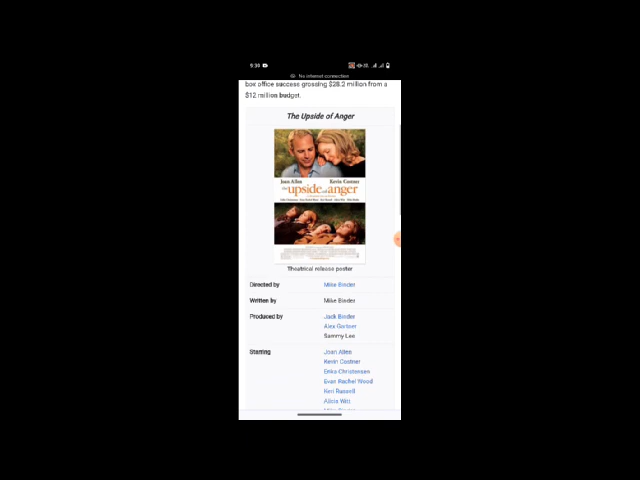 9:30
No internet connection
box office success grossing $28.2 million from a
$12 million budget.
The Upside of Anger
Joan Allen Kevin Costner
the upside of anger
Theatrical release poster
Directed by Mike Binder
Written by Mike Binder
Produced by Jack Binder
Alex Gartner
Sammy Lee
Starring Joan Allen
Kevin Costner
Erika Christensen
Evan Rachel Wood
Keri Russell
Alicia Witt